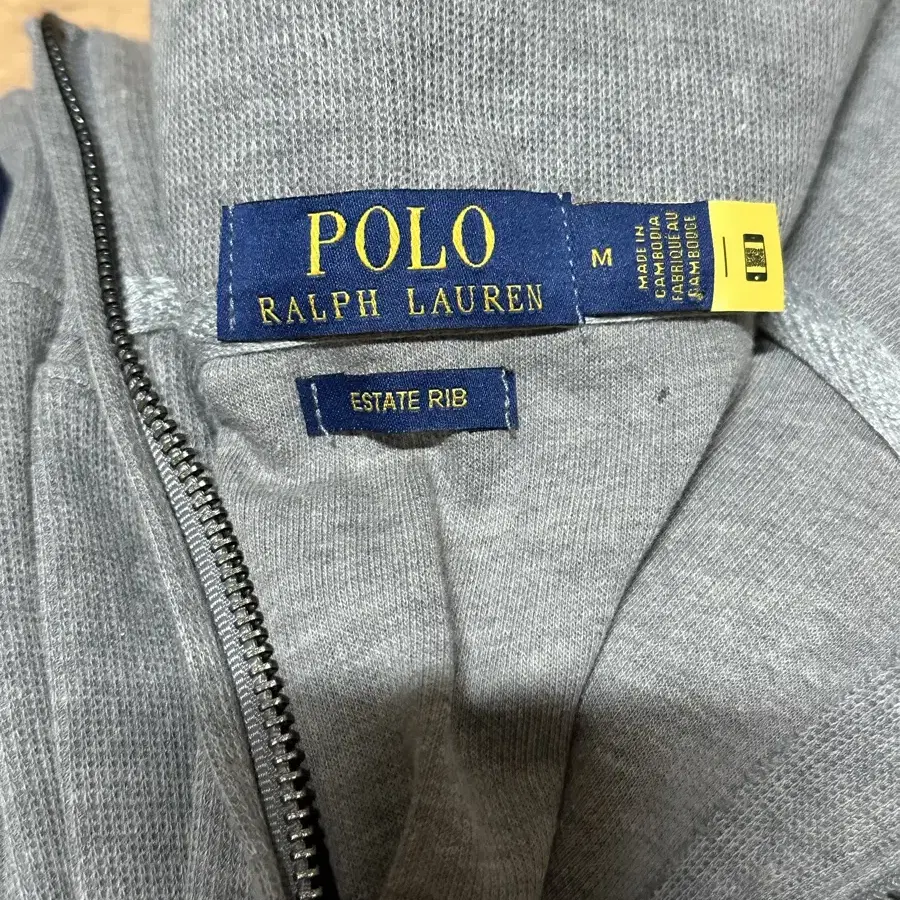 POLO
RALPH LAUREN
M
MADE IN
CAMBODIA
FABRIQUÉ AU
CAMBODGE
ESTATE RIB